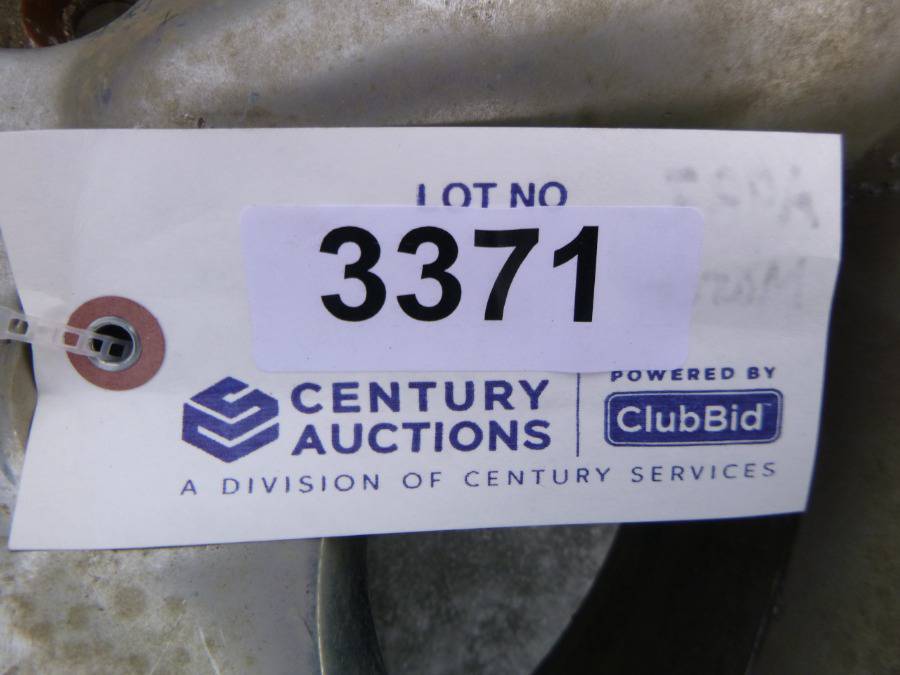 LOT NO
3371
CENTURY
AUCTIONS
A DIVISION OF CENTURY SERVICES
POWERED BY
ClubBid